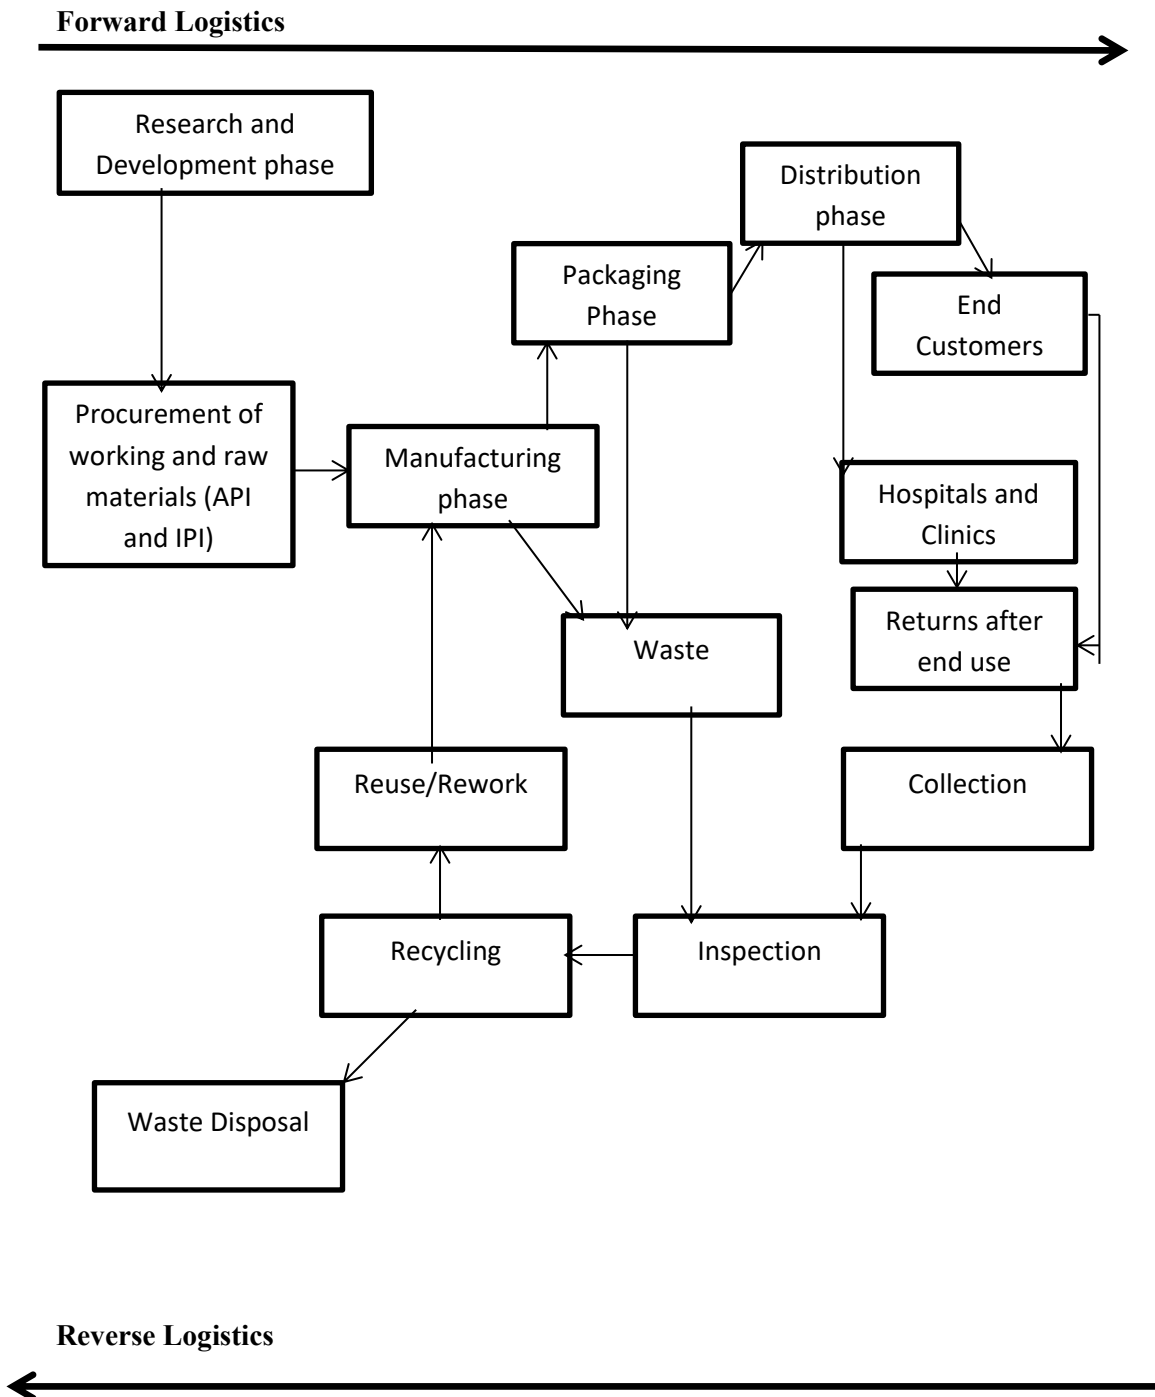 Forward Logistics
Research and
Development phase
Distribution
phase
Packaging
Phase
End
Customers
Procurement of
working and raw
materials (API
and IPI)
Manufacturing
phase
Hospitals and
Clinics
Returns after
end use
Waste
Reuse/Rework
Collection
Recycling
Inspection
Waste Disposal
Reverse Logistics